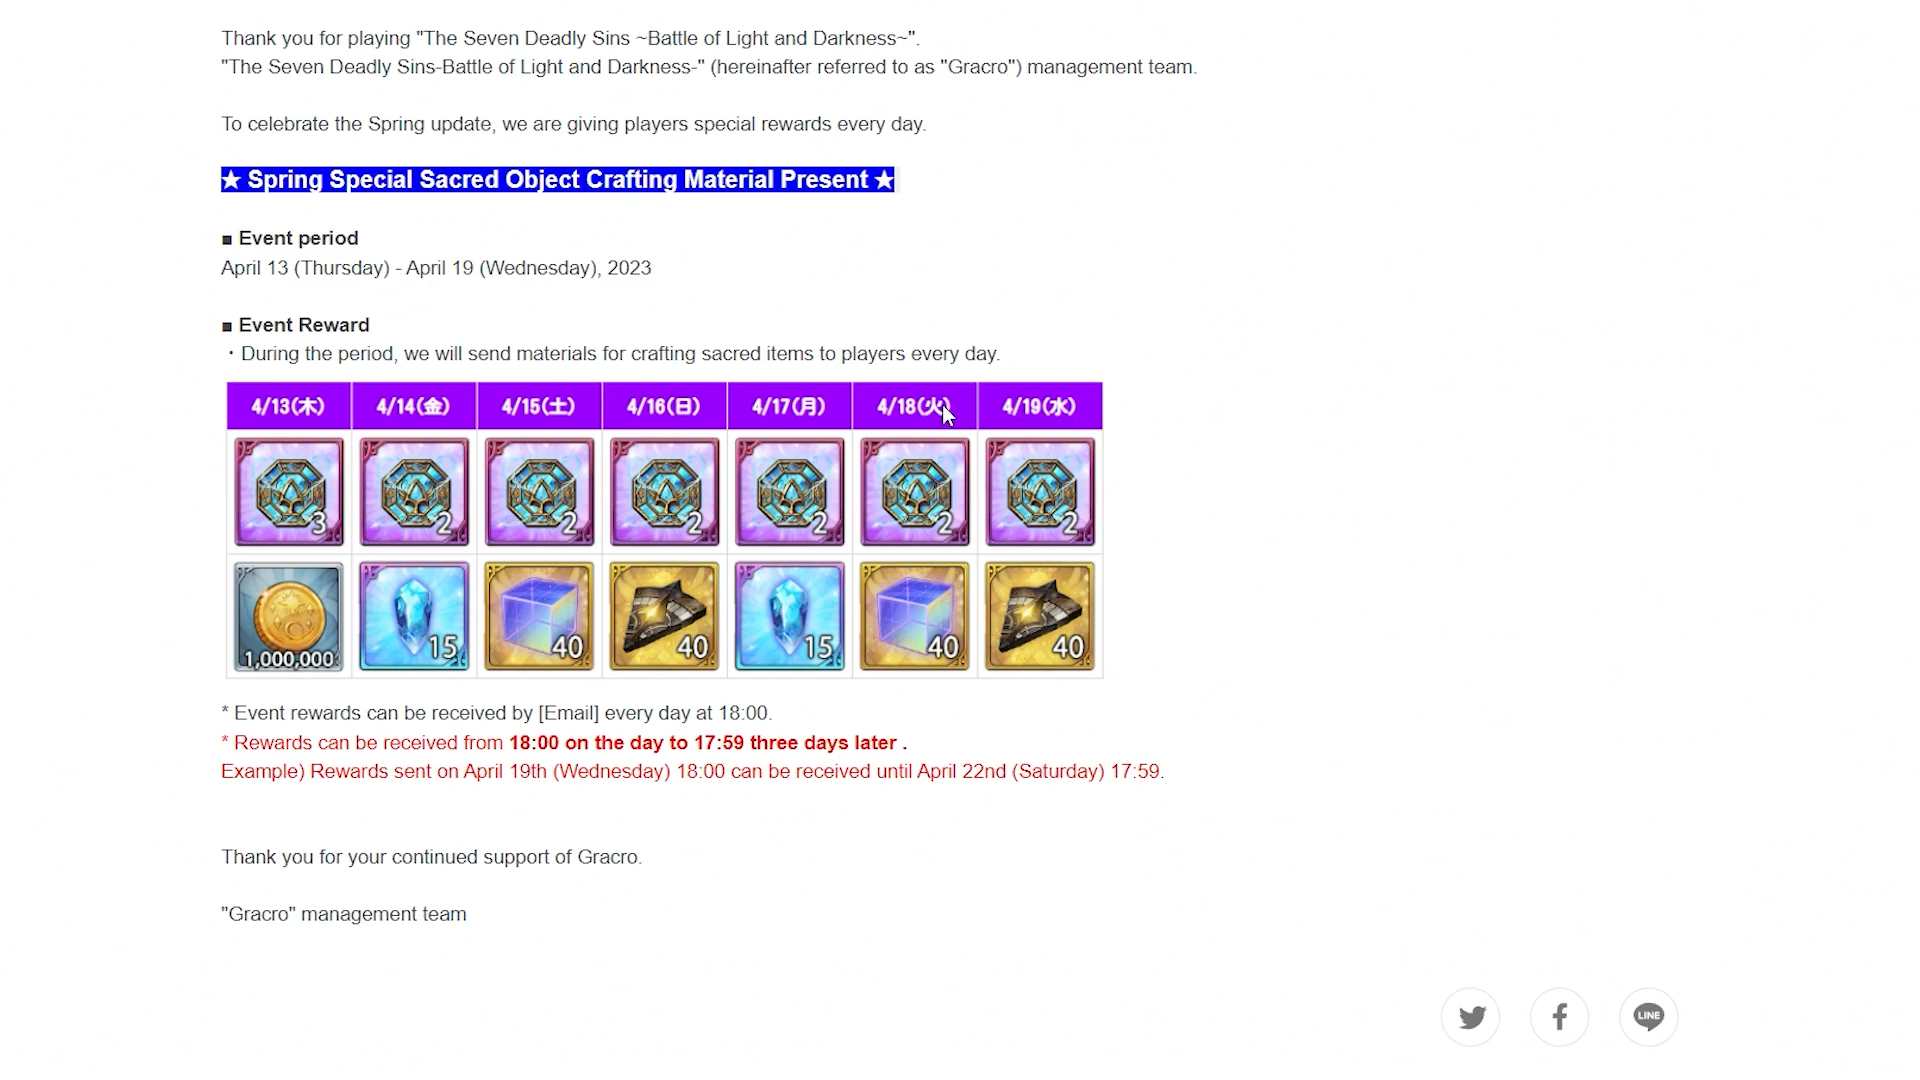 Thank you for playing "The Seven Deadly Sins ~Battle of Light and Darkness~".
"The Seven Deadly Sins-Battle of Light and Darkness-" (hereinafter referred to as "Gracro") management team.
To celebrate the Spring update, we are giving players special rewards every day.
★ Spring Special Sacred Object Crafting Material Present ★
■ Event period
April 13 (Thursday) - April 19 (Wednesday), 2023
■ Event Reward
・During the period, we will send materials for crafting sacred items to players every day.
4/13(木) 4/14(金) 4/15(土) 4/16(日) 4/17(月) 4/18(火) 4/19(水)
3 2 2 2 2 2 2
1,000,000 15 40 40 15 40 40
* Event rewards can be received by [Email] every day at 18:00.
* Rewards can be received from 18:00 on the day to 17:59 three days later .
Example) Rewards sent on April 19th (Wednesday) 18:00 can be received until April 22nd (Saturday) 17:59.
Thank you for your continued support of Gracro.
"Gracro" management team
LINE